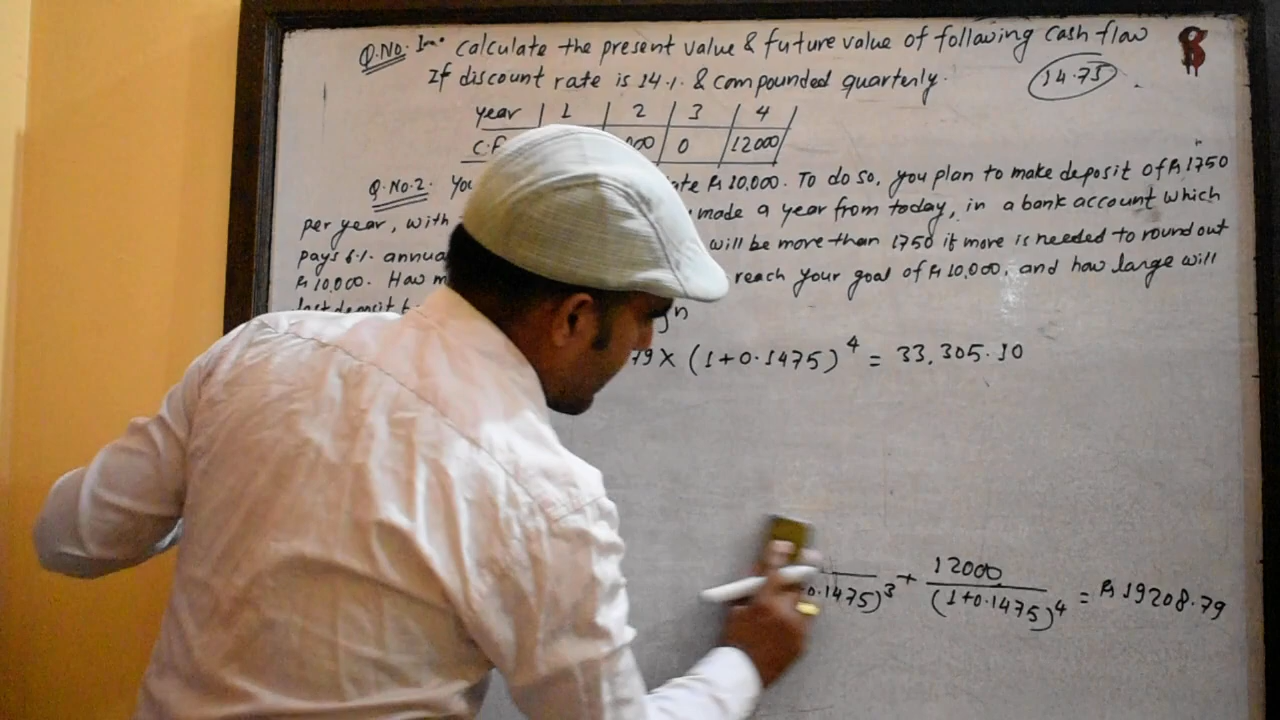 Q.No. Calculate the present value & future value of following cash flow
If discount rate is 14.1. & compounded quarterly.
14.75
B
year 1 2 3 4
C.F 000 0 12000
Q.No.2. You ate Rs 10,000. To do so, you plan to make deposit of Rs 1750
per year, with made a year from today, in a bank account which
pays 6.1. annua will be more than 1750 if more is needed to round out
Rs 10,000. How m reach your goal of Rs 10,000, and how large will
last deposit b
)n
79 × (1+0.1475)4 = 33,305.10
0.1475)3 + 12000 / (1+0.1475)4 = Rs 19208.79